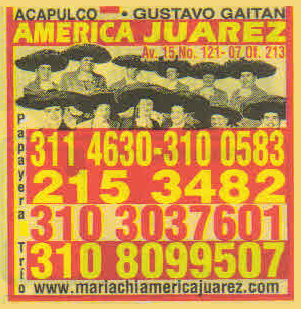 ACAPULCO • GUSTAVO GAITAN
AMERICA JUAREZ
Av. 15 No. 121-07 Of. 213
Papayera Trío
311 4630-310 0583
215 3482
310 3037601
310 8099507
www.mariachiamericajuarez.com